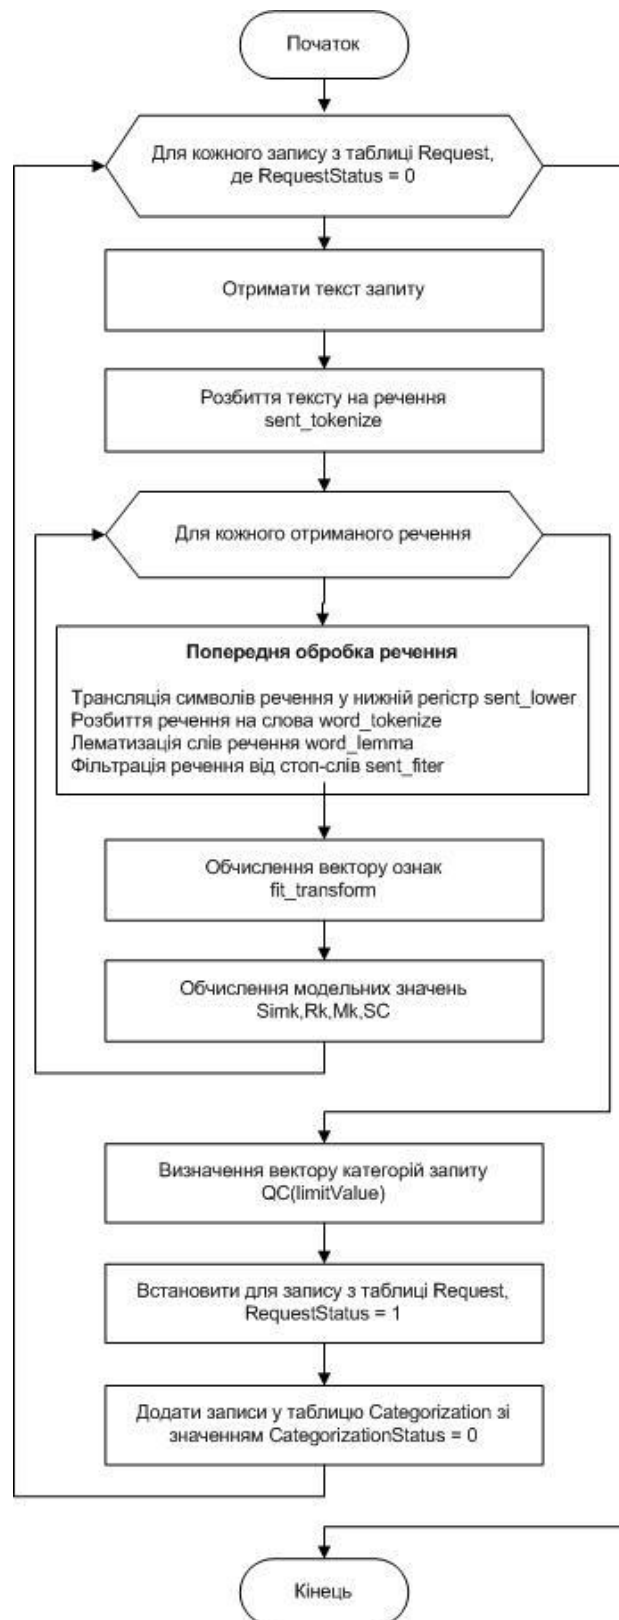 Початок
Для кожного запису з таблиці Request,
де RequestStatus = 0
Отримати текст запиту
Розбиття тексту на речення
sent_tokenize
Для кожного отриманого речення
Попередня обробка речення
Трансляція символів речення у нижній регістр sent_lower
Розбиття речення на слова word_tokenize
Лематизація слів речення word_lemma
Фільтрація речення від стоп-слів sent_fiter
Обчислення вектору ознак
fit_transform
Обчислення модельних значень
Simk,Rk,Mk,SC
Визначення вектору категорій запиту
QC(limitValue)
Встановити для запису з таблиці Request,
RequestStatus = 1
Додати записи у таблицю Categorization зі
значенням CategorizationStatus = 0
Кінець